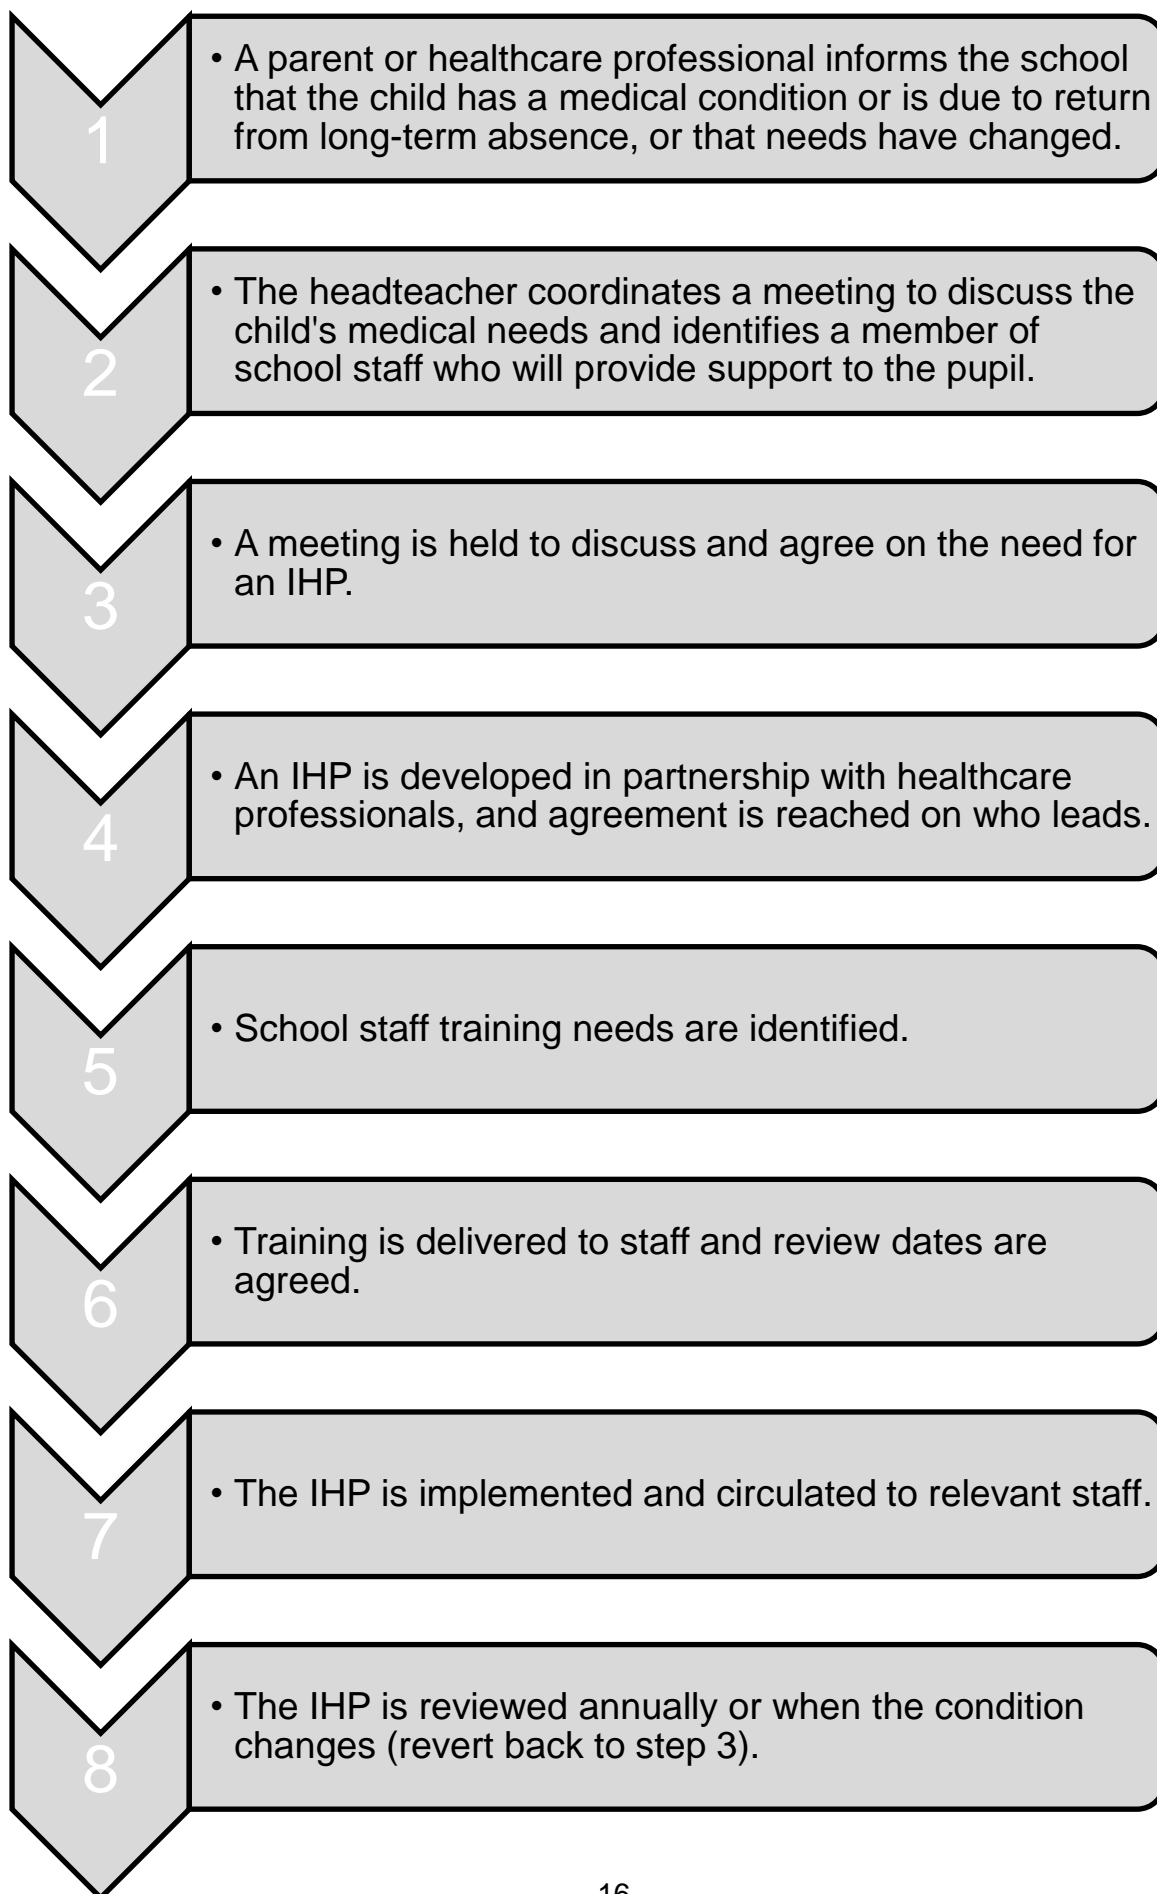 1
• A parent or healthcare professional informs the school
that the child has a medical condition or is due to return
from long-term absence, or that needs have changed.
2
• The headteacher coordinates a meeting to discuss the
child's medical needs and identifies a member of
school staff who will provide support to the pupil.
3
• A meeting is held to discuss and agree on the need for
an IHP.
4
• An IHP is developed in partnership with healthcare
professionals, and agreement is reached on who leads.
5
• School staff training needs are identified.
6
• Training is delivered to staff and review dates are
agreed.
7
• The IHP is implemented and circulated to relevant staff.
8
• The IHP is reviewed annually or when the condition
changes (revert back to step 3).
16